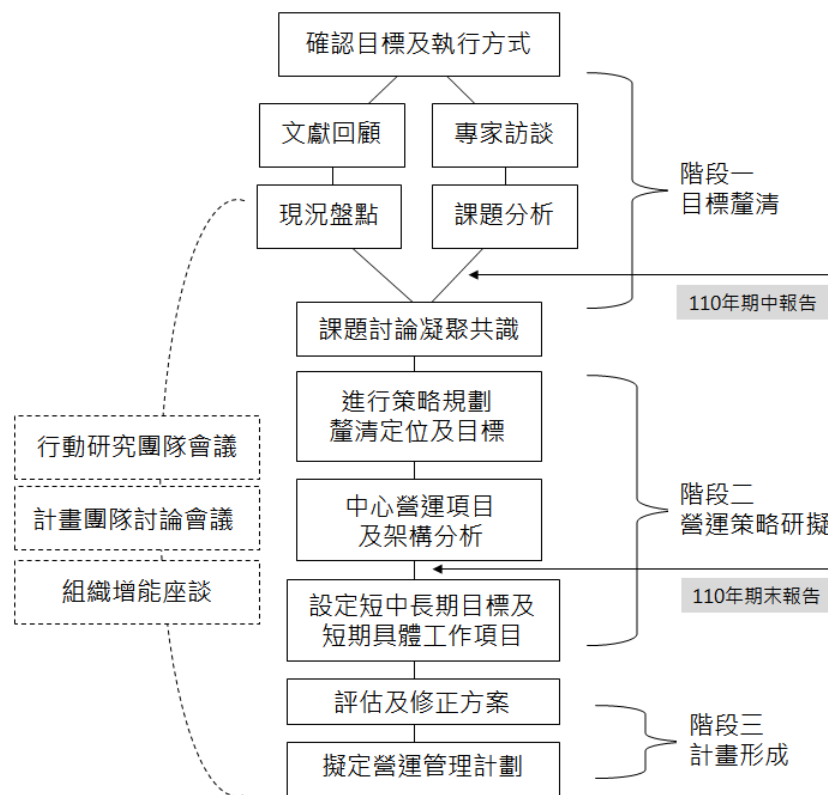 確認目標及執行方式
文獻回顧
專家訪談
現況盤點
課題分析
階段一
目標釐清
110年期中報告
課題討論凝聚共識
進行策略規劃
釐清定位及目標
行動研究團隊會議
計畫團隊討論會議
組織增能座談
中心營運項目
及架構分析
階段二
營運策略研擬
110年期末報告
設定短中長期目標及
短期具體工作項目
評估及修正方案
擬定營運管理計劃
階段三
計畫形成